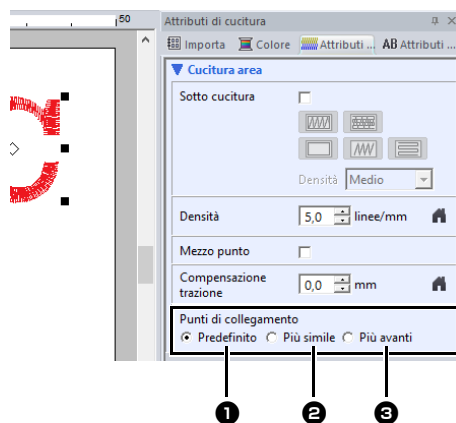 50
Attributi di cucitura
Importa Colore Attributi ... AB Attributi ...
Cucitura area
Sotto cucitura
Densità Medio
Densità 5,0 linee/mm
Mezzo punto
Compensazione
trazione 0,0 mm
Punti di collegamento
Predefinito Più simile Più avanti
1 2 3